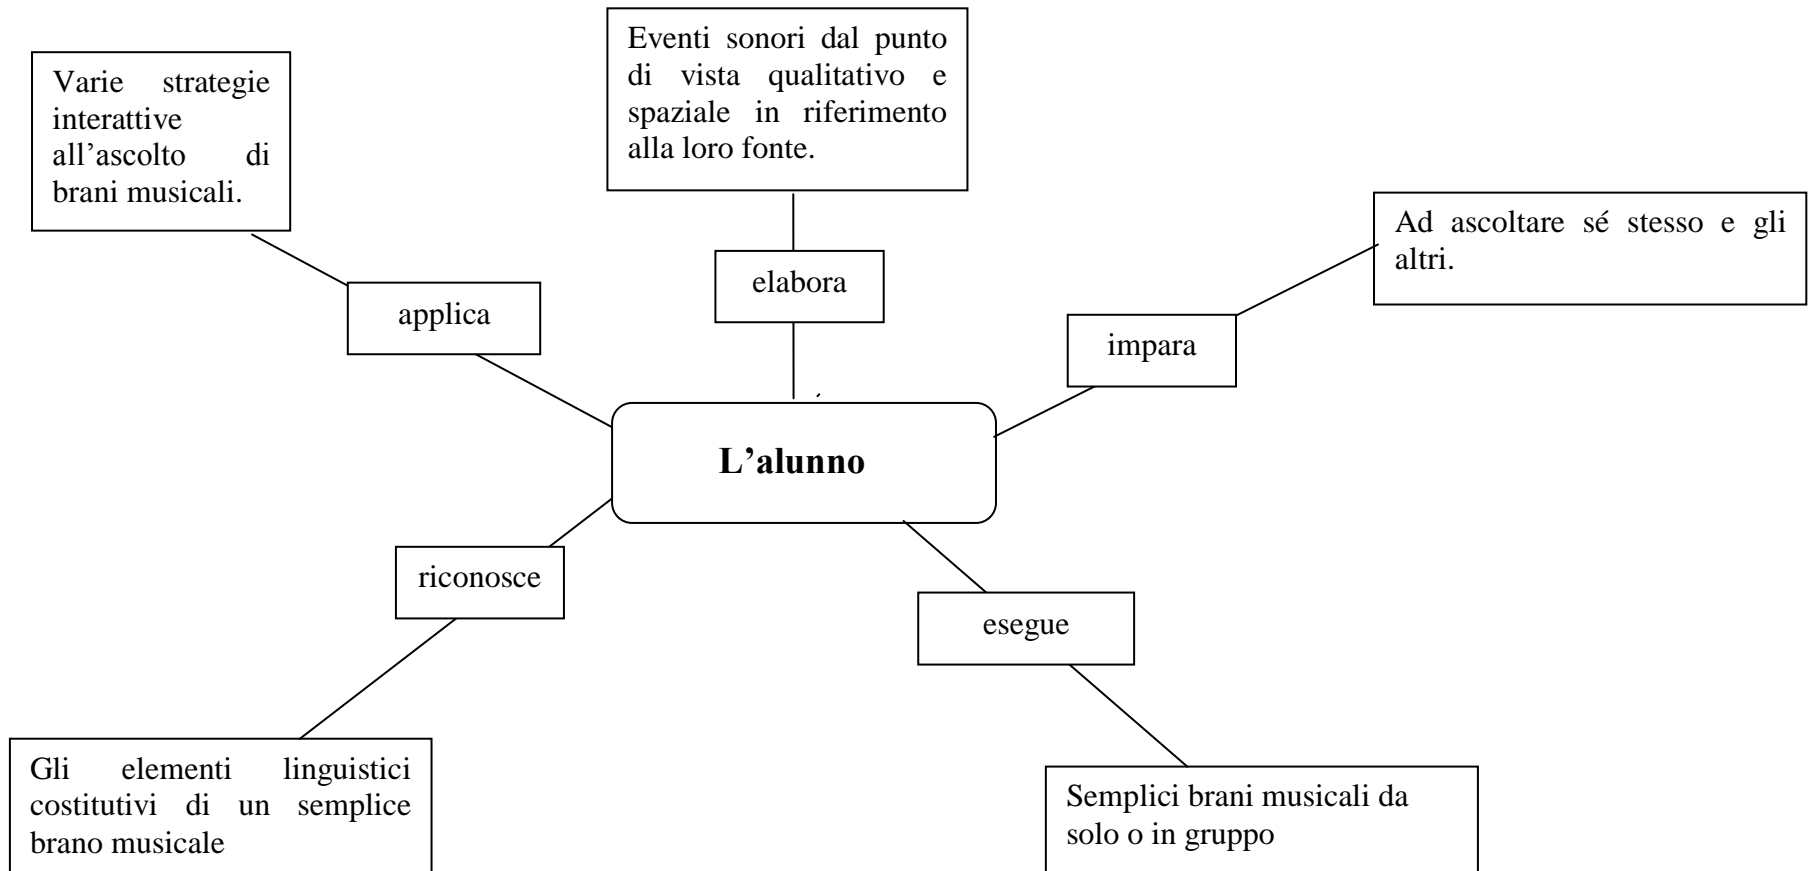 Eventi sonori dal punto
di vista qualitativo e
spaziale in riferimento
alla loro fonte.
Varie strategie
interattive
all’ascolto di
brani musicali.
Ad ascoltare sé stesso e gli
altri.
elabora
applica
impara
L’alunno
riconosce
esegue
Gli elementi linguistici
costitutivi di un semplice
brano musicale
Semplici brani musicali da
solo o in gruppo